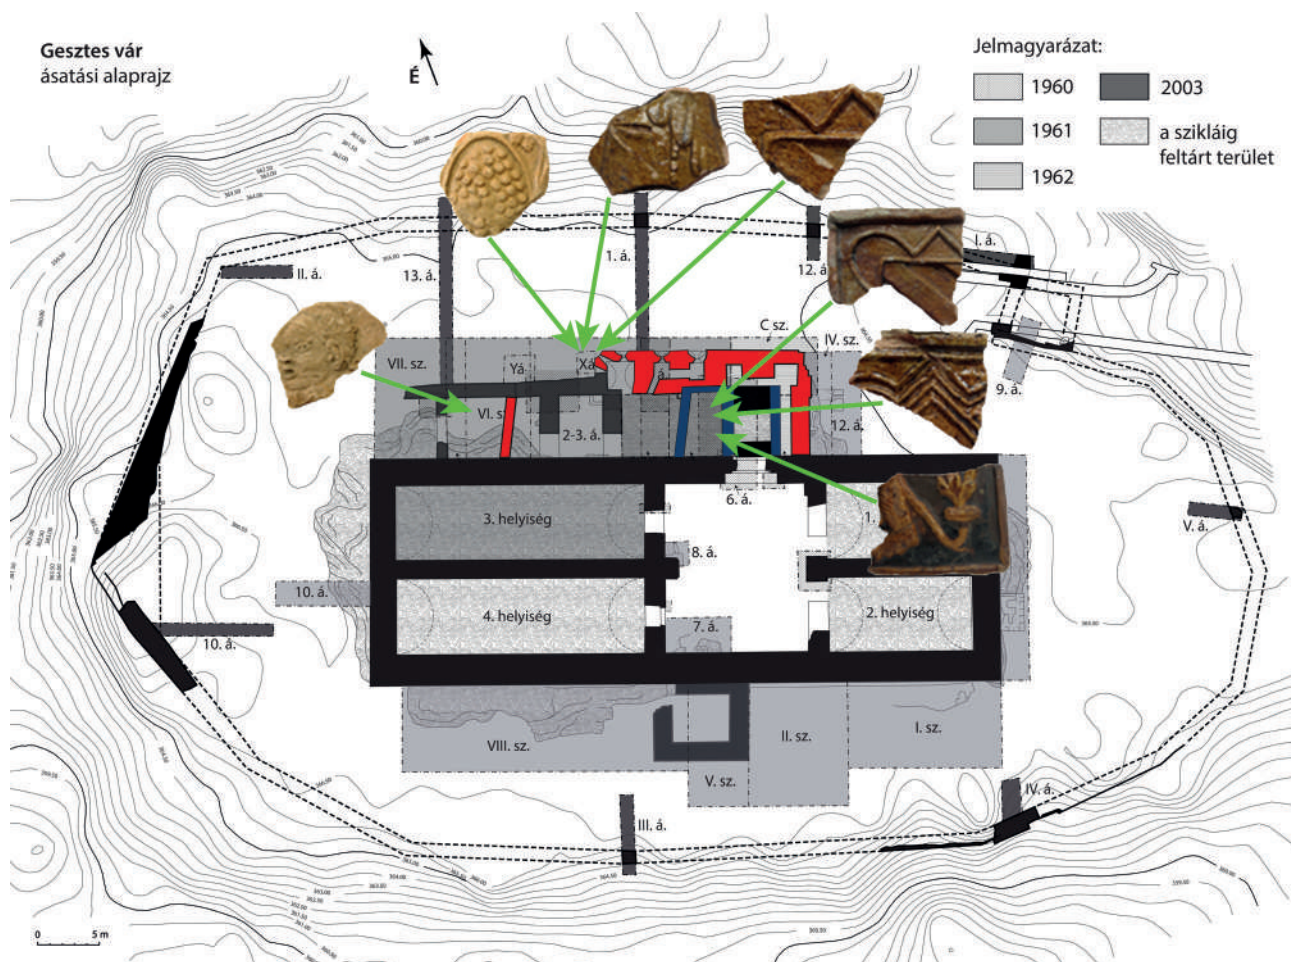 Gesztes vár
ásatási alaprajz
É
Jelmagyarázat:
1960
1961
1962
2003
a szikláig
feltárt terület
II. á.
13. á.
1. á.
12. á
I. á.
C sz.
IV. sz.
VII. sz.
Yá
Xá
á.
9. á.
VI. s
2-3. á.
12. á.
6. á.
3. helyiség
1.
V. á.
8. á.
10. á.
4. helyiség
2. helyiség
7. á.
10. á.
VIII. sz.
II. sz.
I. sz.
V. sz.
IV. á.
III. á.
0 5 m